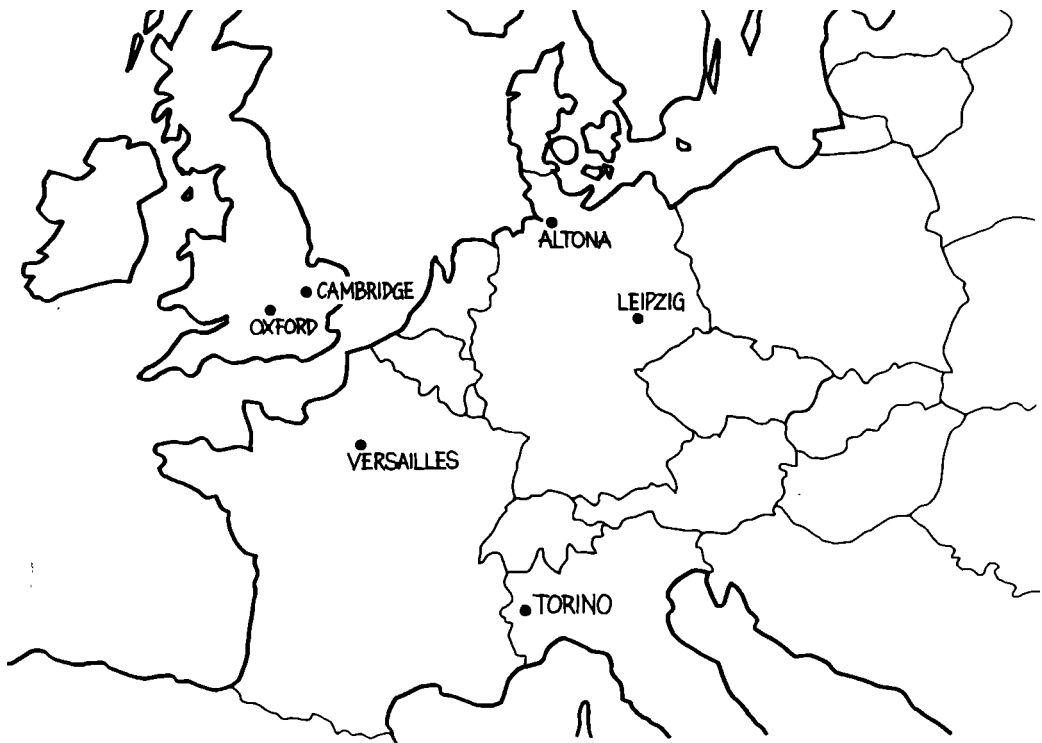 ALTONA
CAMBRIDGE
LEIPZIG
OXFORD
VERSAILLES
TORINO